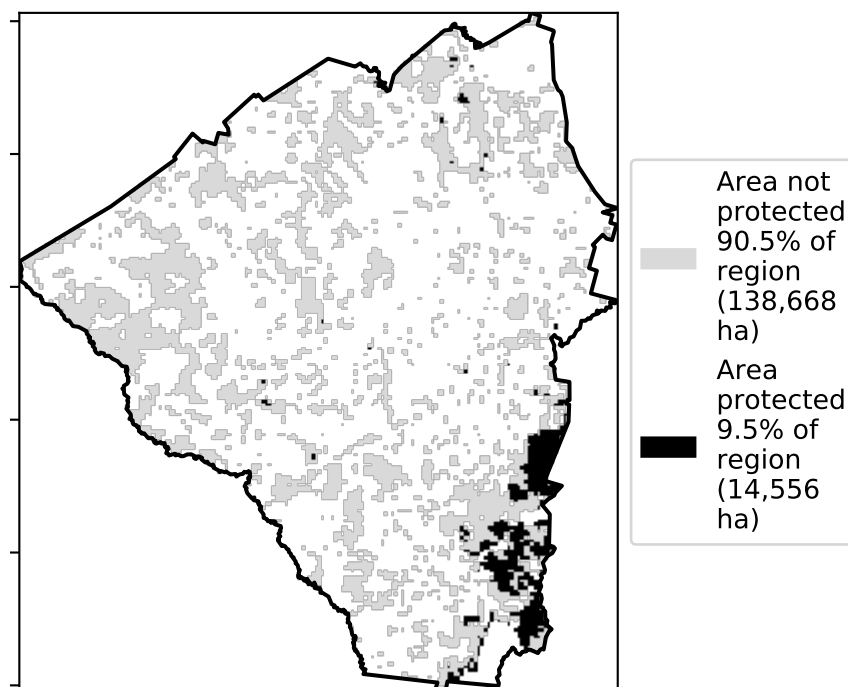 Area not
protected
90.5% of
region
(138,668
ha)
Area
protected
9.5% of
region
(14,556
ha)